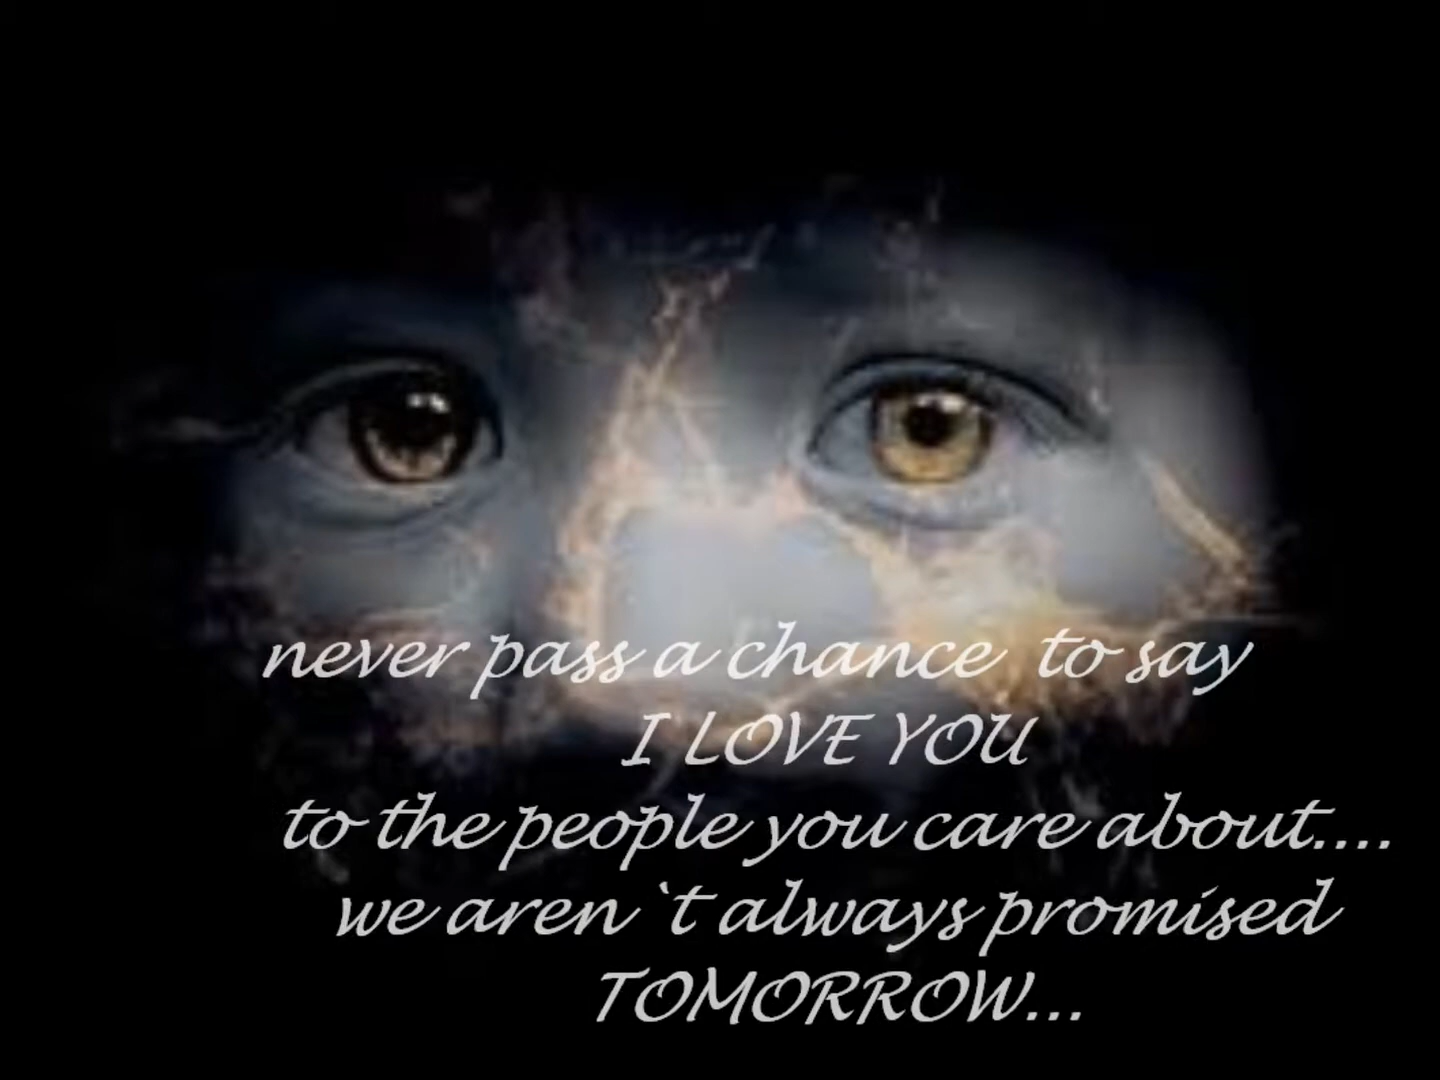 never pass a chance to say
I LOVE YOU
to the people you care about....
we aren`t always promised
TOMORROW...